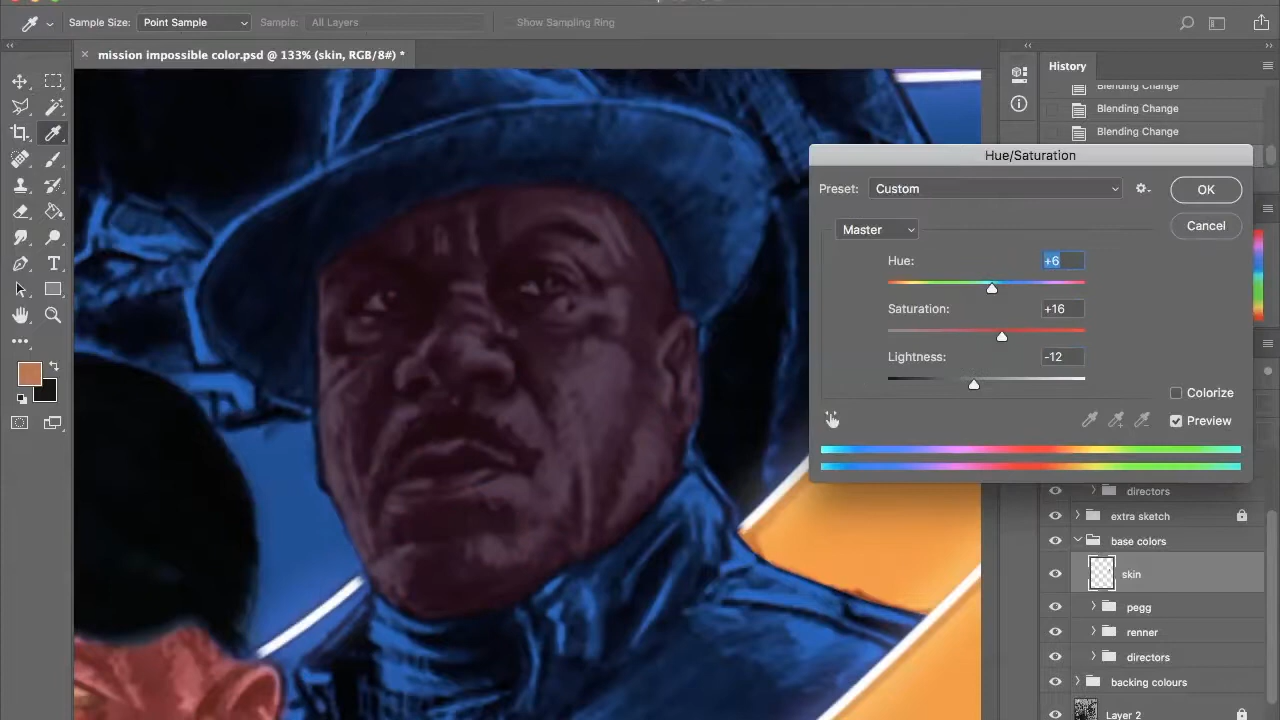 Sample Size: Point Sample Sample: All Layers Show Sampling Ring
mission impossible color.psd @ 133% (skin, RGB/8#) *
History
Blending Change
Blending Change
Blending Change
Hue/Saturation
Preset: Custom
OK
Master
Cancel
Hue: +6
Saturation: +16
Lightness: -12
Colorize
Preview
T
directors
extra sketch
base colors
skin
pegg
renner
directors
backing colours
Layer 2